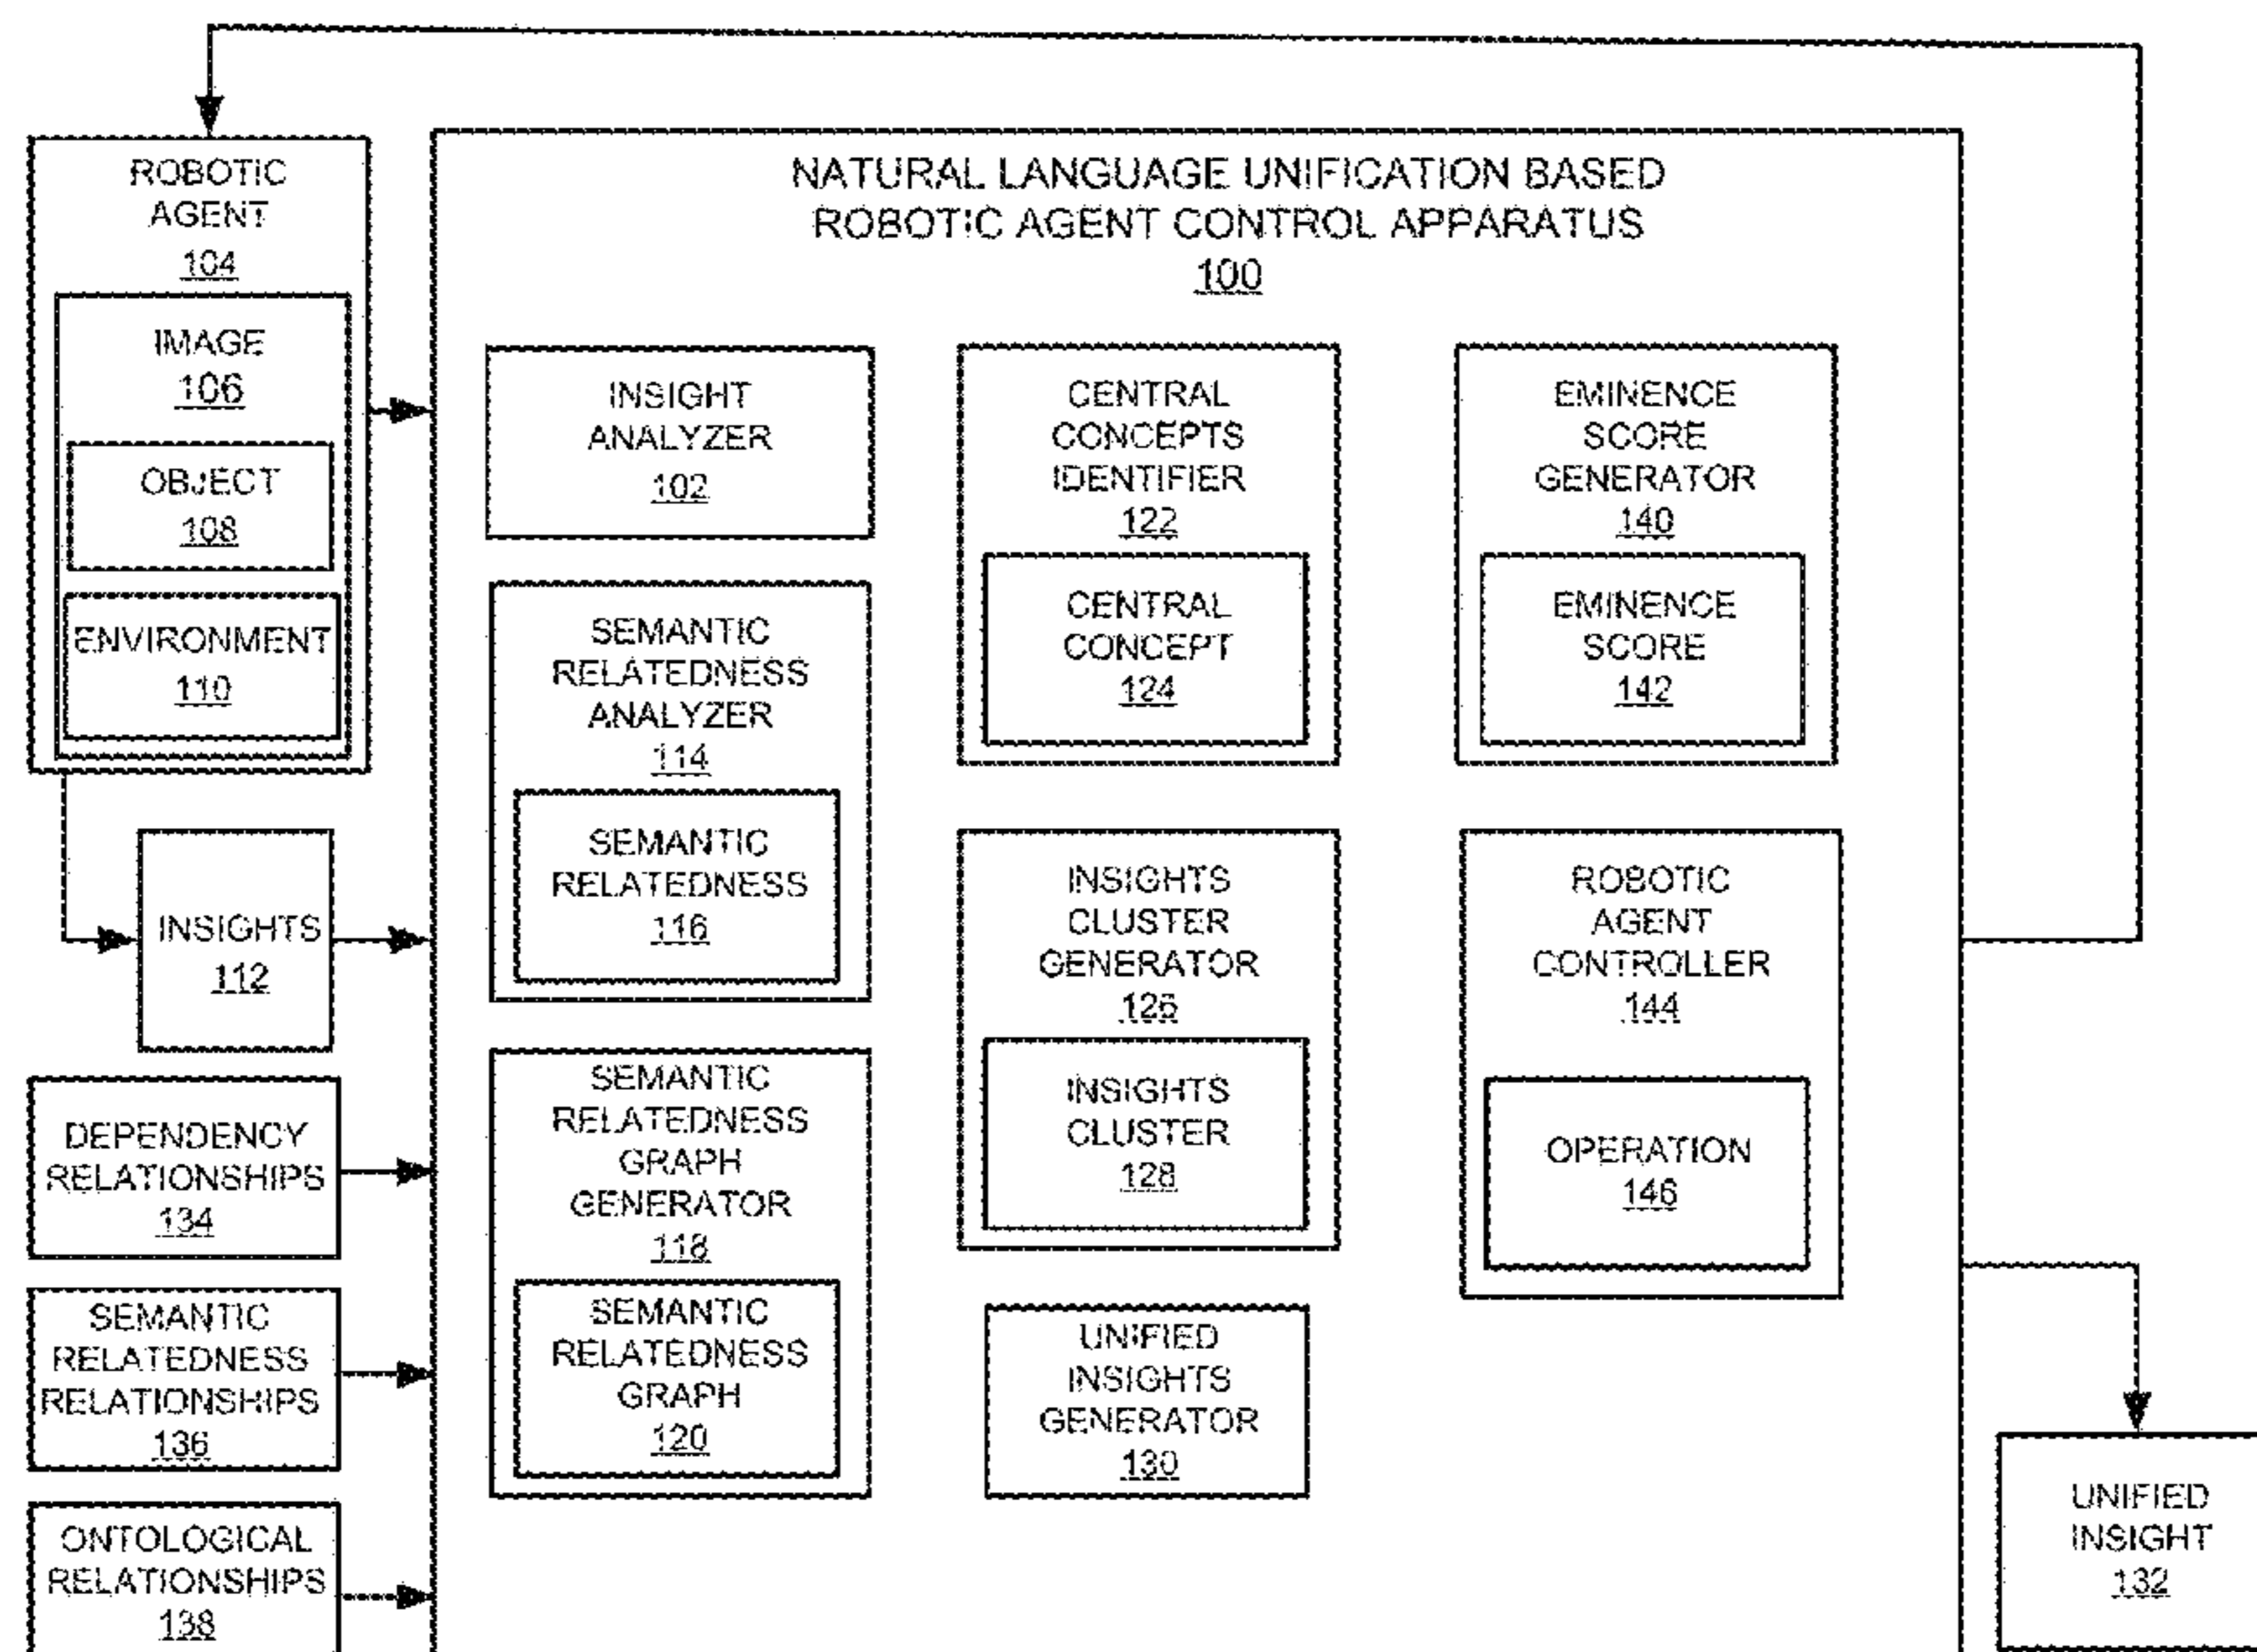 ROBOTIC
AGENT
104
IMAGE
106
OBJECT
108
ENVIRONMENT
110
INSIGHTS
112
DEPENDENCY
RELATIONSHIPS
134
SEMANTIC
RELATEDNESS
RELATIONSHIPS
136
ONTOLOGICAL
RELATIONSHIPS
138
NATURAL LANGUAGE UNIFICATION BASED
ROBOTIC AGENT CONTROL APPARATUS
100
INSIGHT
ANALYZER
102
SEMANTIC
RELATEDNESS
ANALYZER
114
SEMANTIC
RELATEDNESS
116
SEMANTIC
RELATEDNESS
GRAPH
GENERATOR
118
SEMANTIC
RELATEDNESS
GRAPH
120
CENTRAL
CONCEPTS
IDENTIFIER
122
CENTRAL
CONCEPT
124
INSIGHTS
CLUSTER
GENERATOR
126
INSIGHTS
CLUSTER
128
UNIFIED
INSIGHTS
GENERATOR
130
EMINENCE
SCORE
GENERATOR
140
EMINENCE
SCORE
142
ROBOTIC
AGENT
CONTROLLER
144
OPERATION
146
UNIFIED
INSIGHT
132